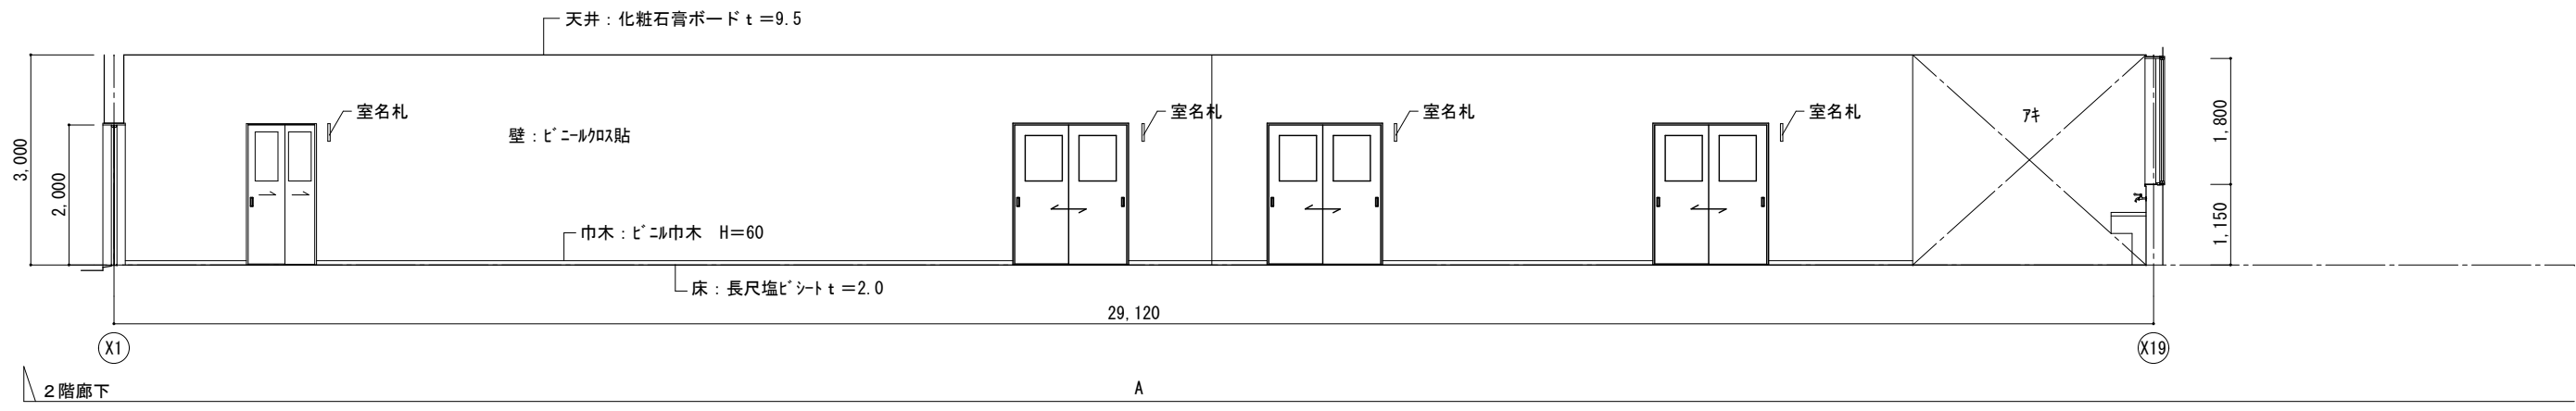 天井：化粧石膏ボードｔ＝9.5
室名札
室名札
室名札
室名札
壁：ﾋﾞﾆｰﾙｸﾛｽ貼
ｱｷ
3,000
2,000
1,800
1,150
巾木：ﾋﾞﾆﾙ巾木　H＝60
床：長尺塩ﾋﾞｼｰﾄｔ＝2.0
29,120
X1
X19
２階廊下
A